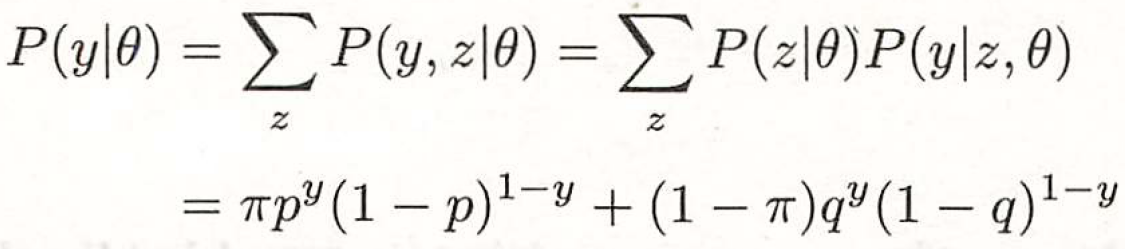 P(y|θ) = ∑_z P(y, z|θ) = ∑_z P(z|θ)P(y|z, θ)
= πp^y(1 − p)^{1−y} + (1 − π)q^y(1 − q)^{1−y}